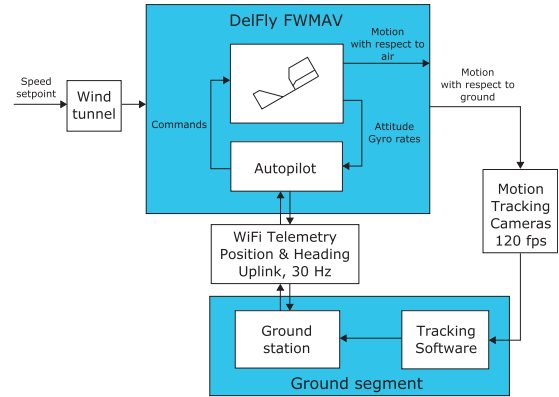 DelFly FWMAV
Speed
setpoint
Wind
tunnel
Motion
with respect to
air
Motion
with respect to
ground
Commands
Attitude
Gyro rates
Autopilot
Motion
Tracking
Cameras
120 fps
WiFi Telemetry
Position & Heading
Uplink, 30 Hz
Ground
station
Tracking
Software
Ground segment